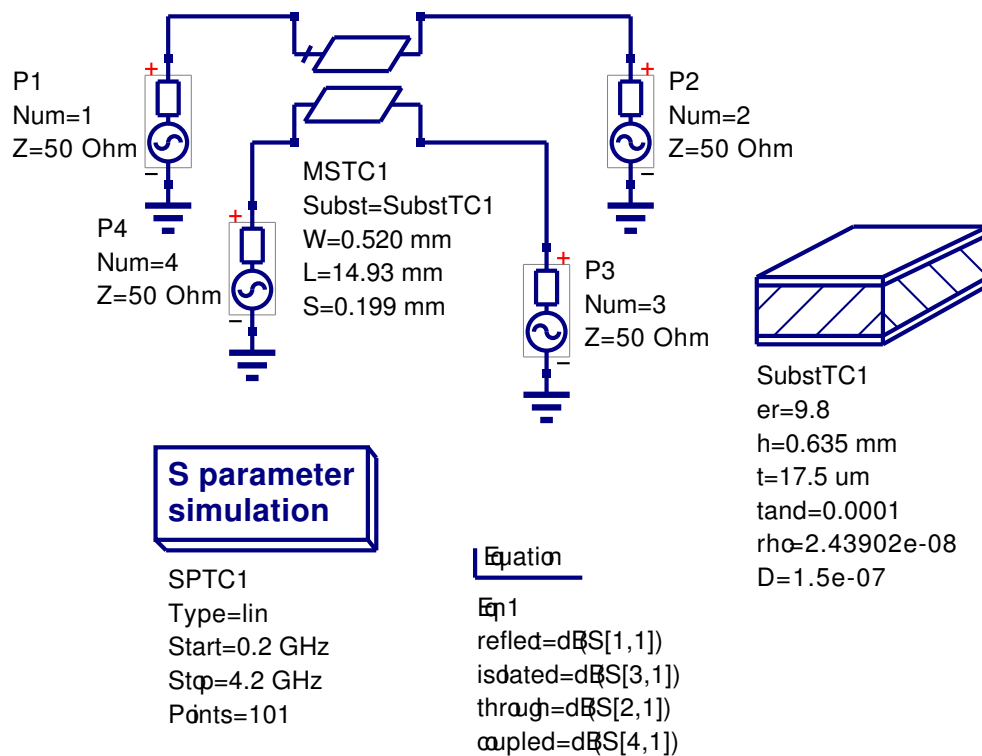 P1
Num=1
Z=50 Ohm
P2
Num=2
Z=50 Ohm
MSTC1
Subst=SubstTC1
W=0.520 mm
L=14.93 mm
S=0.199 mm
P4
Num=4
Z=50 Ohm
P3
Num=3
Z=50 Ohm
SubstTC1
er=9.8
h=0.635 mm
t=17.5 um
tand=0.0001
rho=2.43902e-08
D=1.5e-07
S parameter
simulation
SPTC1
Type=lin
Start=0.2 GHz
Stop=4.2 GHz
Points=101
Equation
Eqn1
reflect=dB(S[1,1])
isolated=dB(S[3,1])
through=dB(S[2,1])
coupled=dB(S[4,1])